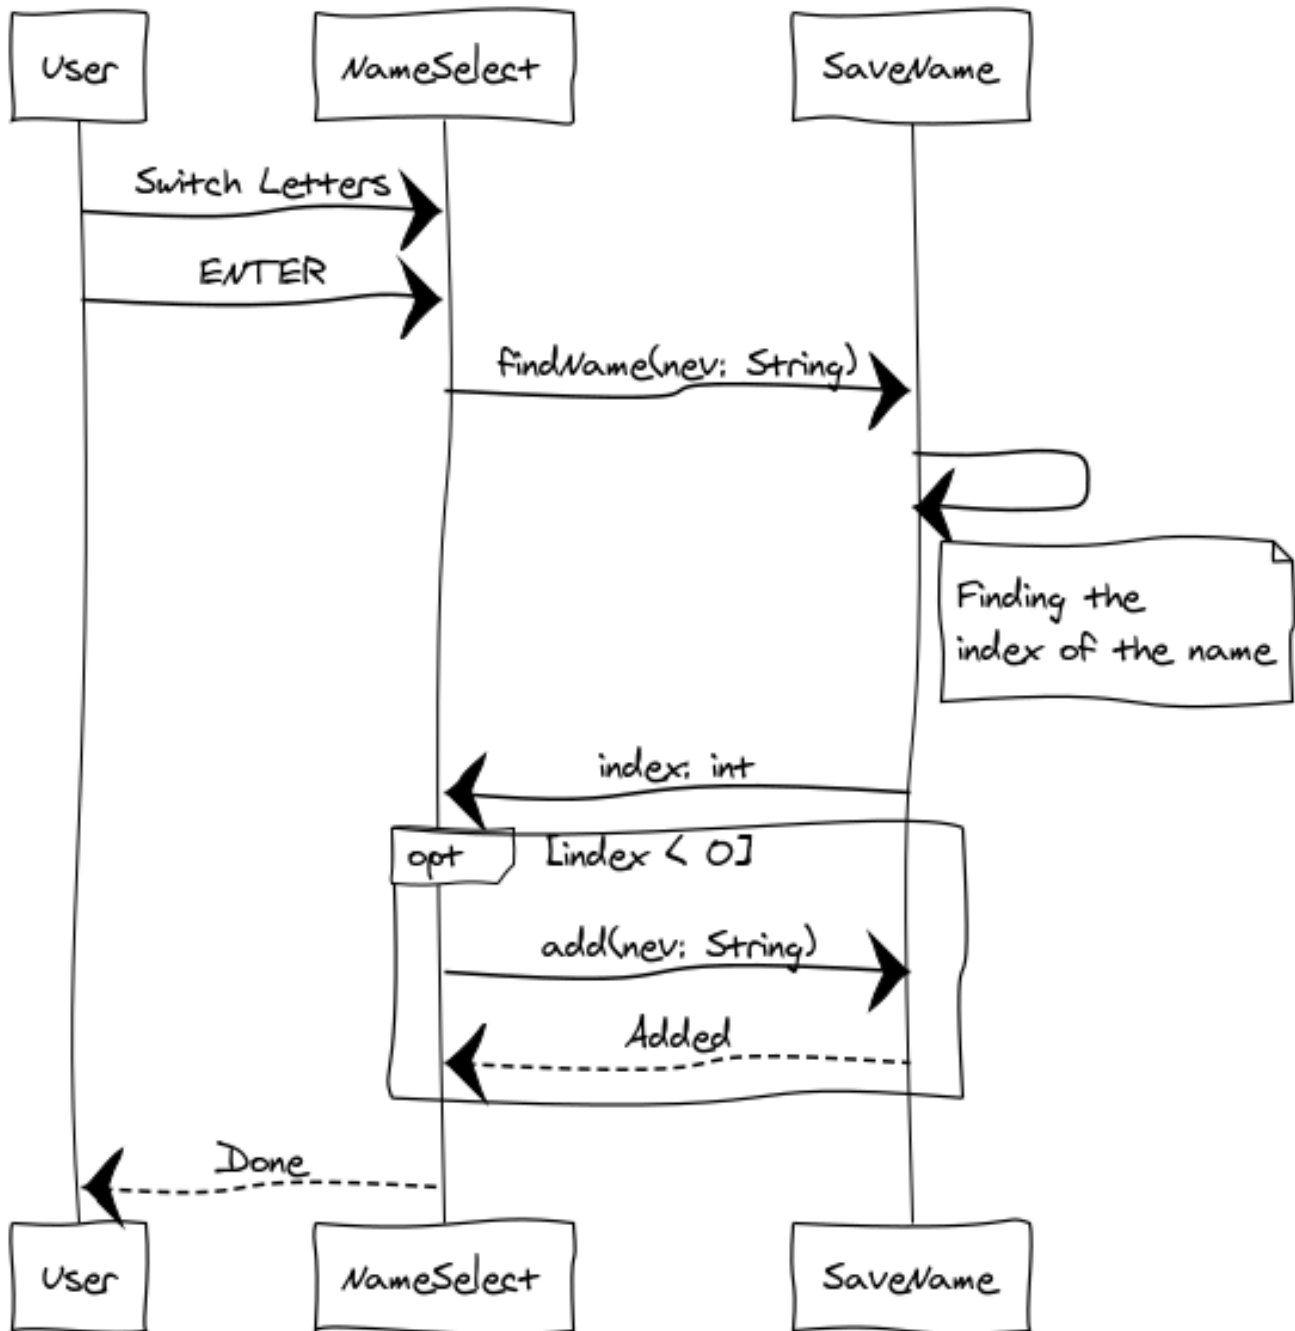 User
NameSelect
SaveName
Switch Letters
ENTER
findName(nev: String)
Finding the
index of the name
index: int
opt
[index < 0]
add(nev: String)
Added
Done
User
NameSelect
SaveName